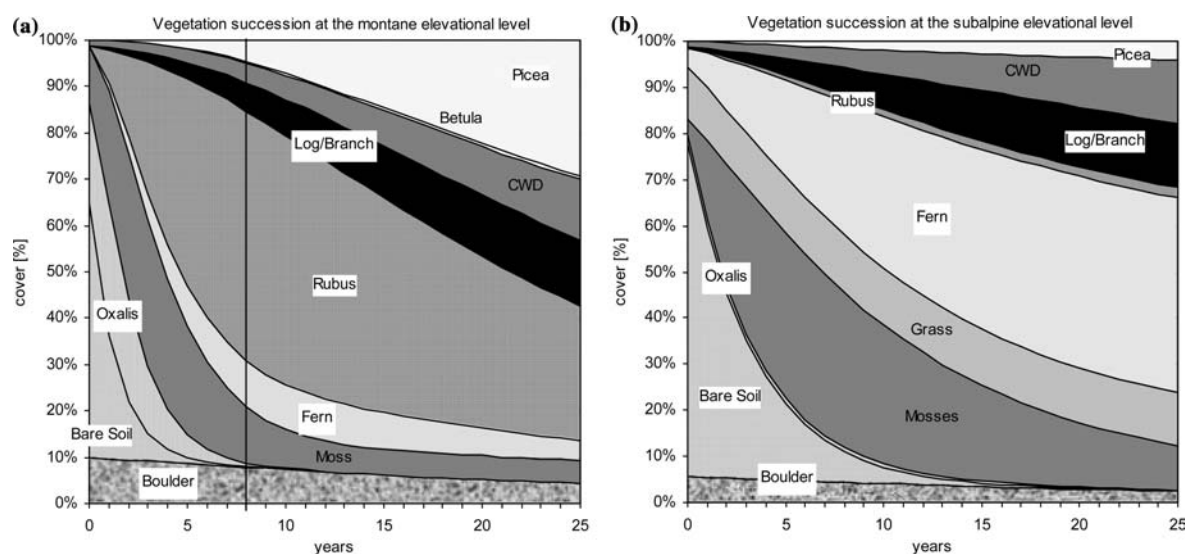 (a)
Vegetation succession at the montane elevational level
100%
90%
80%
70%
60%
50%
40%
30%
20%
10%
0%
cover [%]
Picea
Betula
Log/Branch
CWD
Rubus
Oxalis
Fern
Bare Soil
Moss
Boulder
0 5 10 15 20 25
years
(b)
Vegetation succession at the subalpine elevational level
100%
90%
80%
70%
60%
50%
40%
30%
20%
10%
0%
cover [%]
Picea
CWD
Rubus
Log/Branch
Fern
Oxalis
Grass
Mosses
Bare Soil
Boulder
0 5 10 15 20 25
years